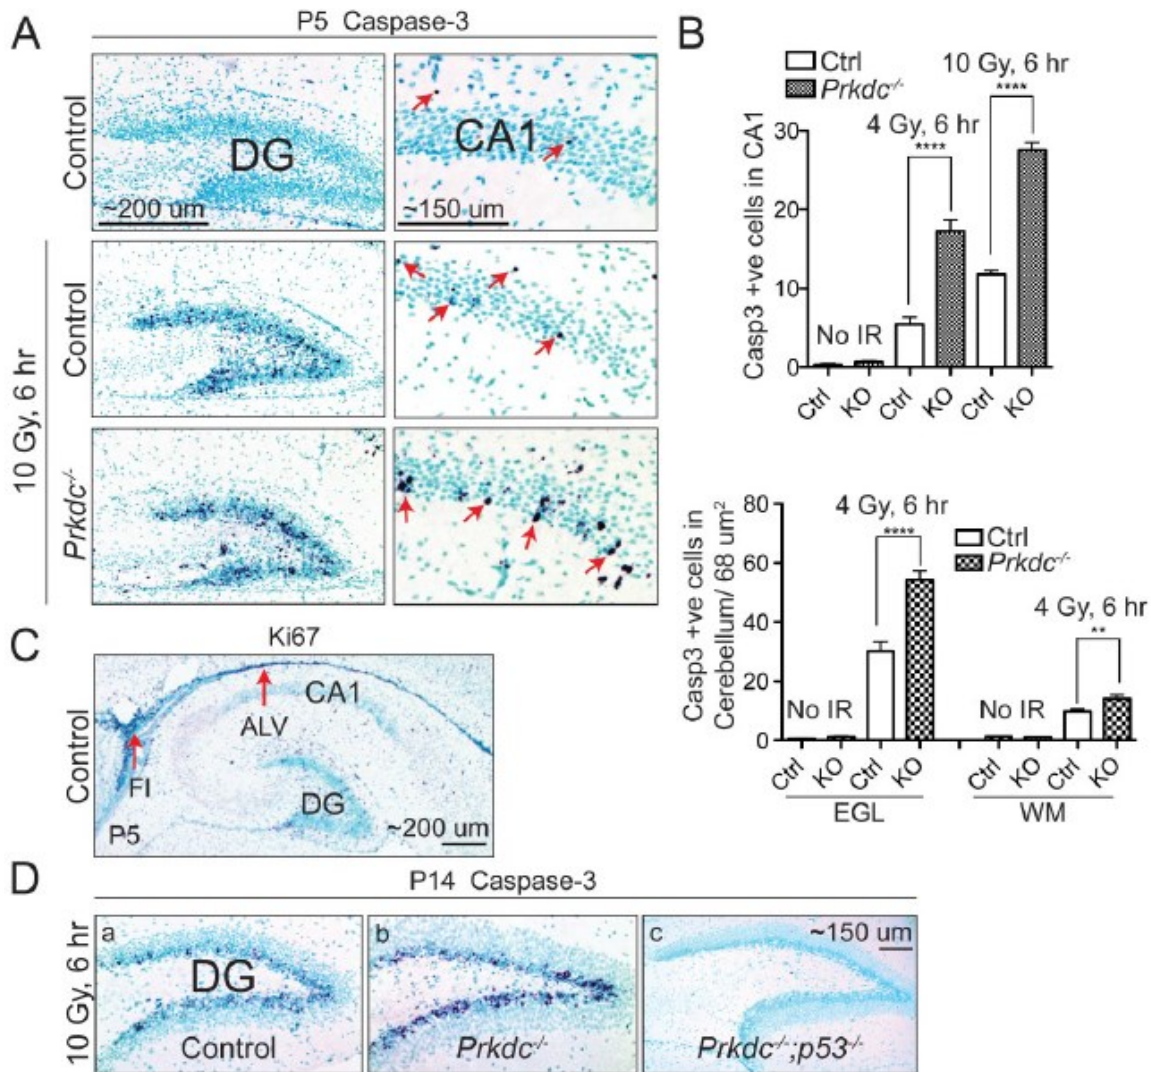 A
P5 Caspase-3
Control
DG
~200 um
CA1
~150 um
10 Gy, 6 hr
Control
Prkdc-/-
B
Ctrl
Prkdc-/-
10 Gy, 6 hr
****
4 Gy, 6 hr
****
Casp3 +ve cells in CA1
30
20
10
0
No IR
Ctrl
KO
Ctrl
KO
Ctrl
KO
Casp3 +ve cells in
Cerebellum/ 68 um²
80
60
40
20
0
4 Gy, 6 hr
****
Ctrl
Prkdc-/-
4 Gy, 6 hr
**
No IR
No IR
Ctrl
KO
Ctrl
KO
Ctrl
KO
Ctrl
KO
EGL
WM
C
Ki67
Control
CA1
ALV
FI
DG
P5
~200 um
D
P14 Caspase-3
10 Gy, 6 hr
a
DG
Control
b
Prkdc-/-
c
~150 um
Prkdc-/-;p53-/-